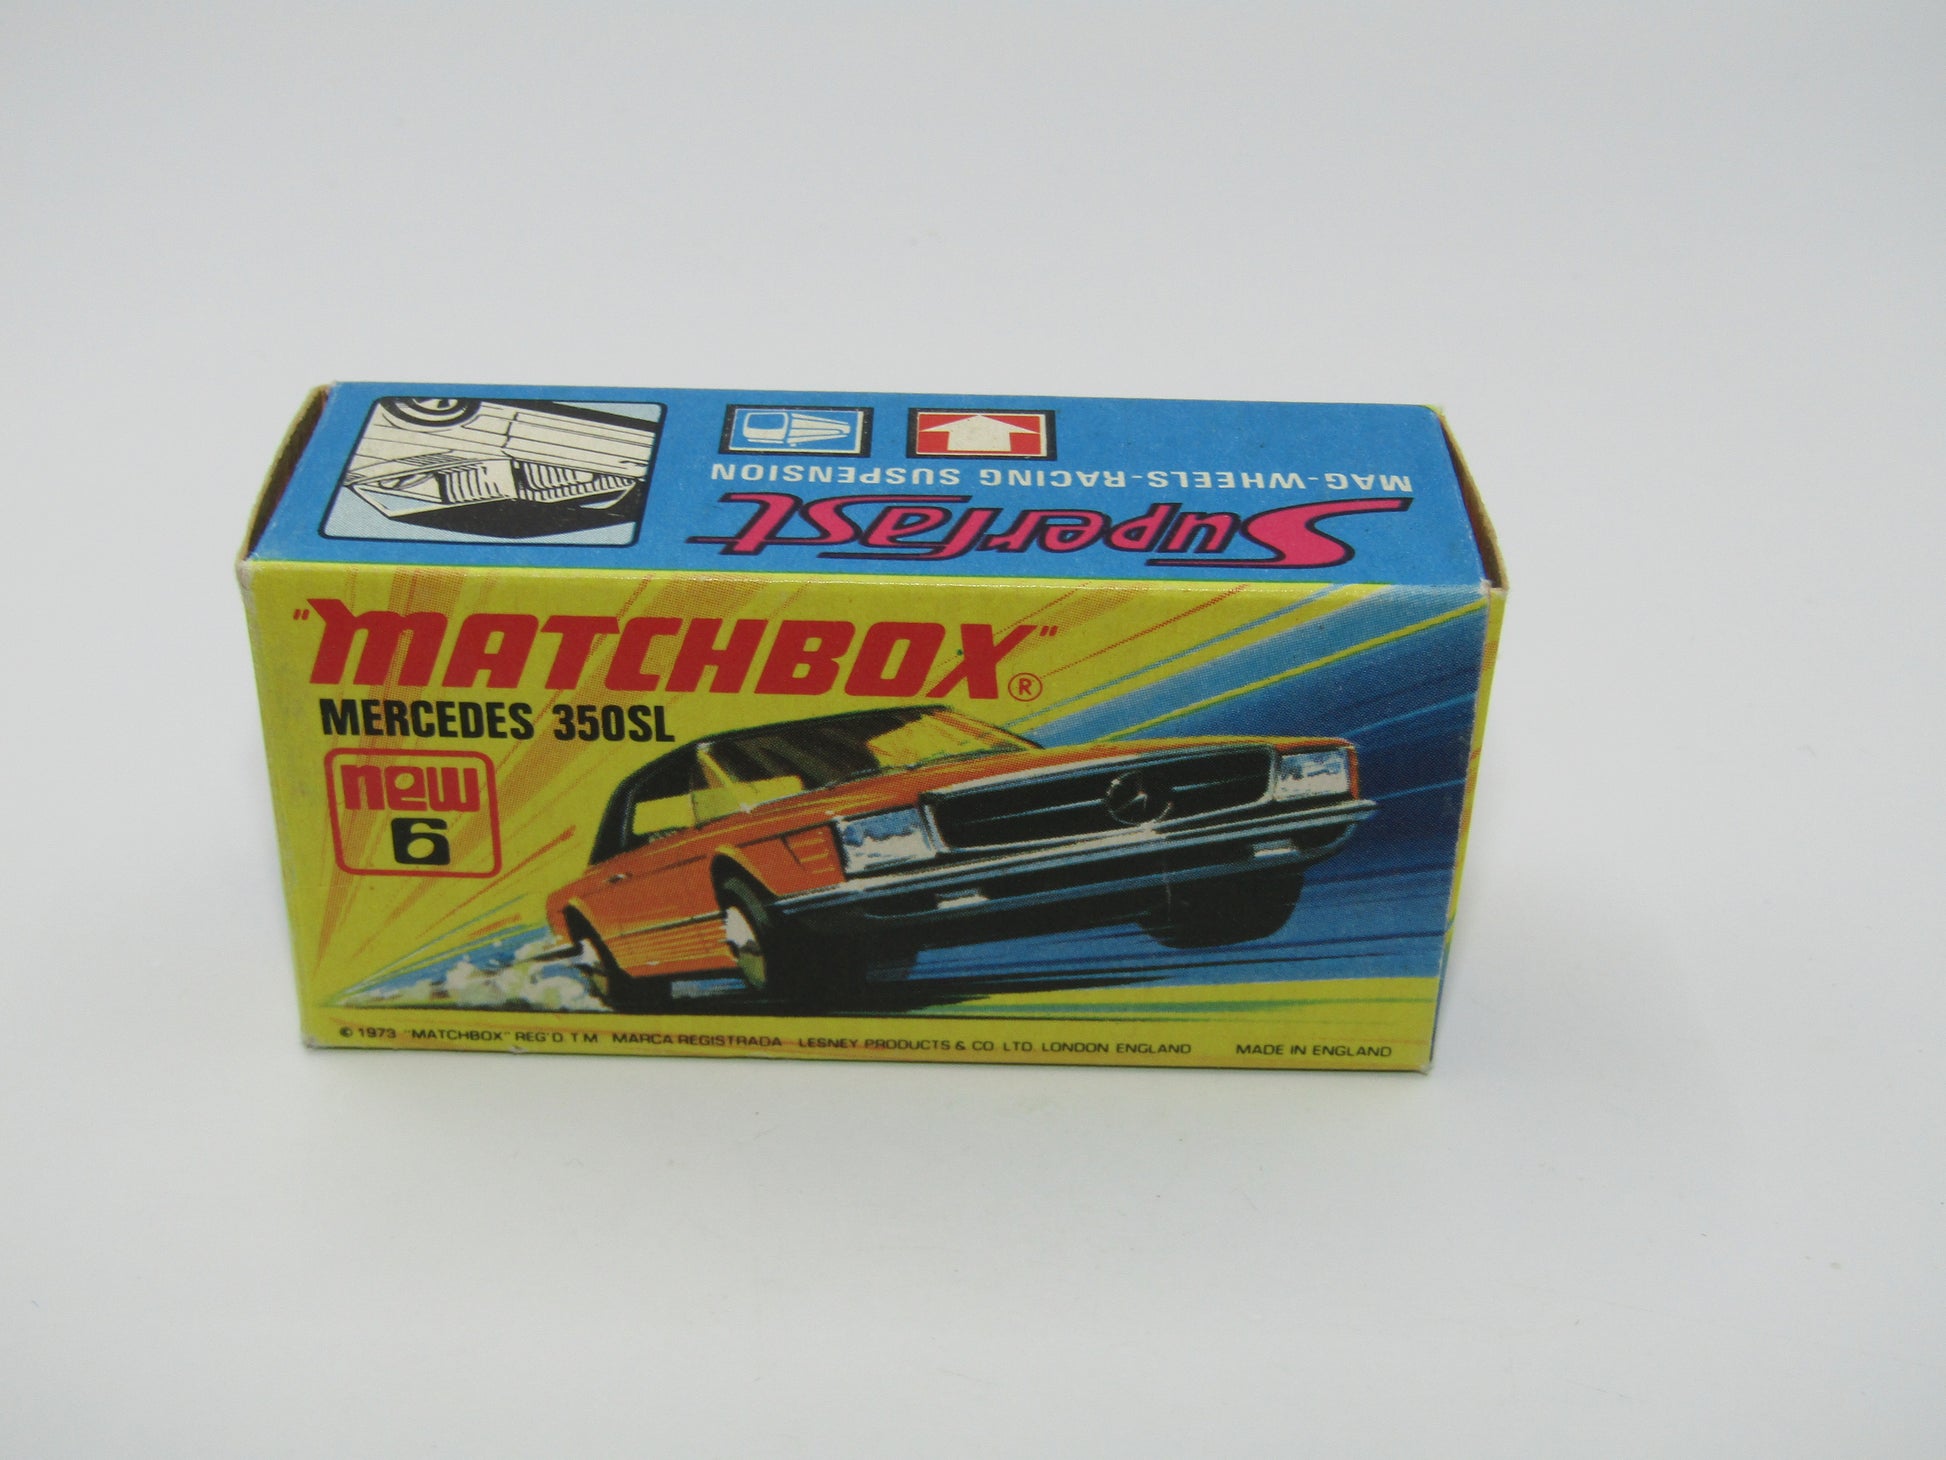 Superfast
MAG-WHEELS-RACING SUSPENSION
"MATCHBOX"®
MERCEDES 350SL
new
6
© 1973 "MATCHBOX" REG'D. T M MARCA REGISTRADA LESNEY PRODUCTS & CO. LTD. LONDON ENGLAND MADE IN ENGLAND